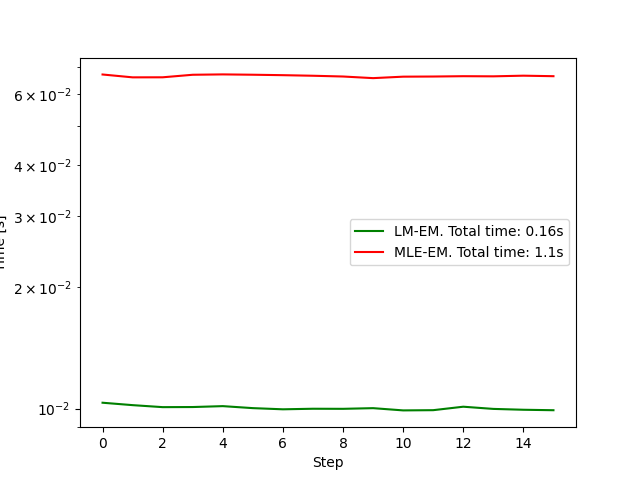 6 × 10⁻²
4 × 10⁻²
3 × 10⁻²
2 × 10⁻²
10⁻²
[s]
LM-EM. Total time: 0.16s
MLE-EM. Total time: 1.1s
0 2 4 6 8 10 12 14
Step